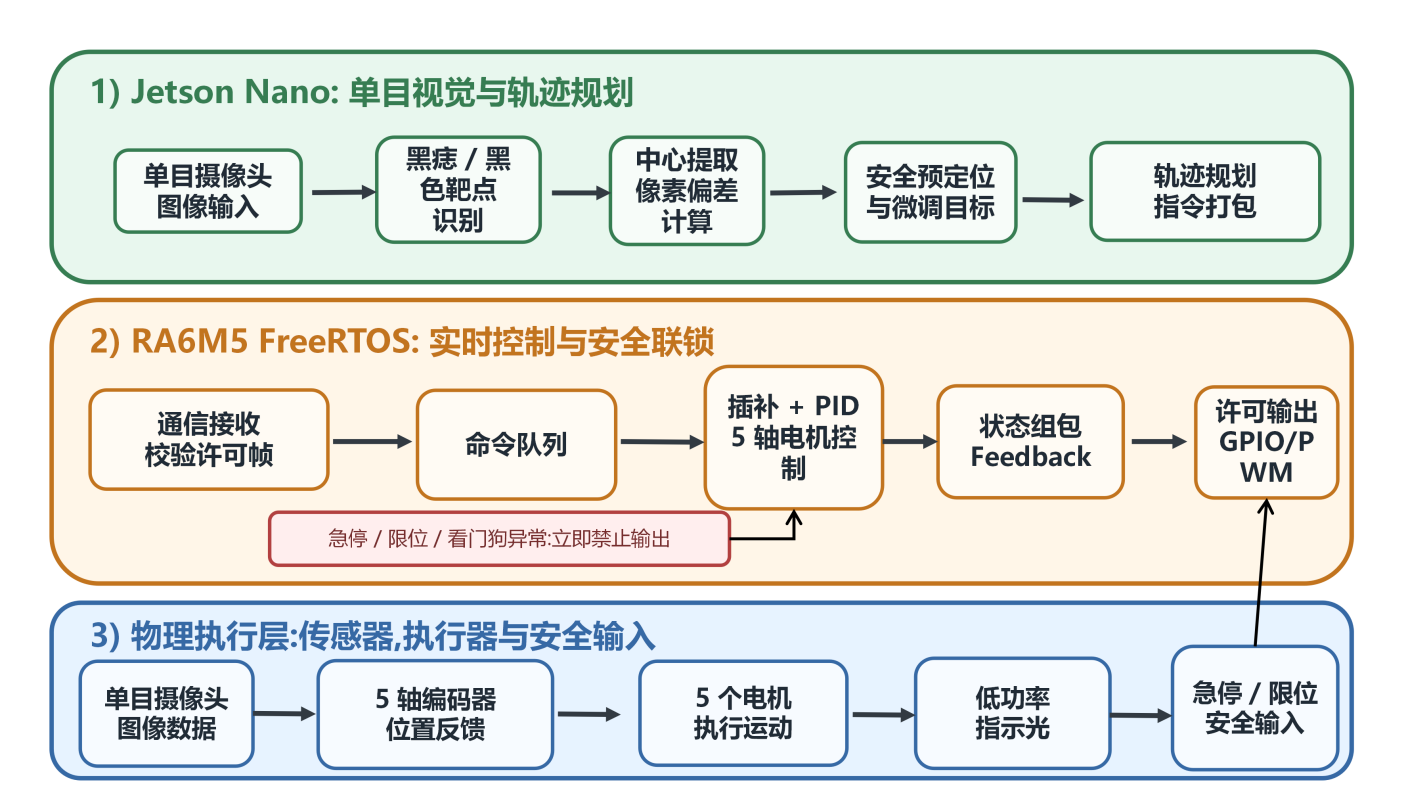 1) Jetson Nano: 单目视觉与轨迹规划
单目摄像头
图像输入
黑痣 / 黑
色靶点
识别
中心提取
像素偏差
计算
安全预定位
与微调目标
轨迹规划
指令打包
2) RA6M5 FreeRTOS: 实时控制与安全联锁
通信接收
校验许可帧
命令队列
插补 + PID
5 轴电机控
制
状态组包
Feedback
许可输出
GPIO/P
WM
急停 / 限位 / 看门狗异常:立即禁止输出
3) 物理执行层:传感器,执行器与安全输入
单目摄像头
图像数据
5 轴编码器
位置反馈
5 个电机
执行运动
低功率
指示光
急停 / 限位
安全输入